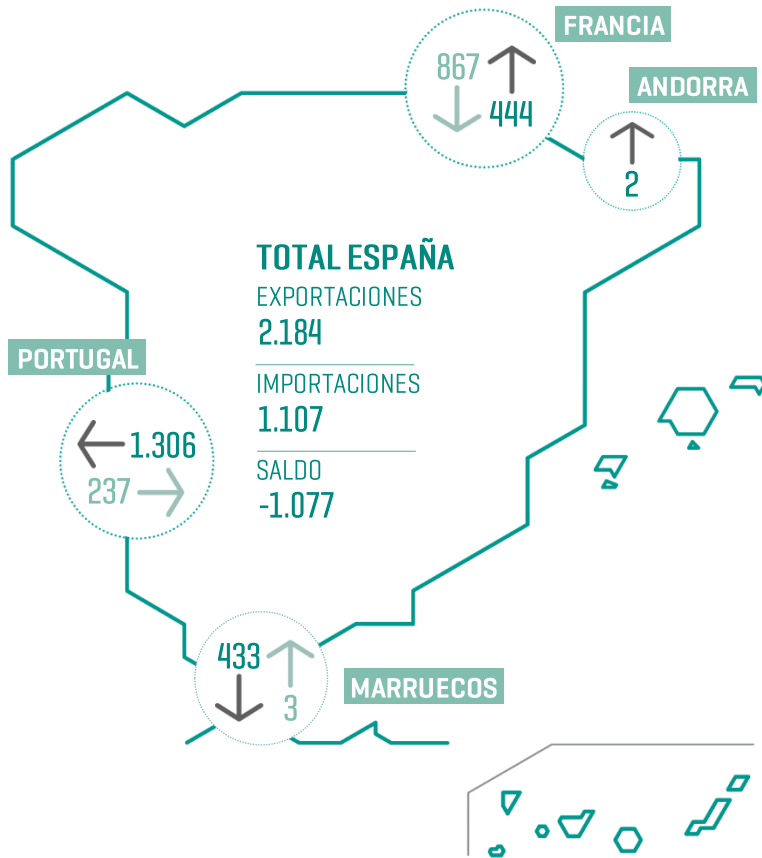 FRANCIA
867
444
ANDORRA
2
TOTAL ESPAÑA
EXPORTACIONES
2.184
IMPORTACIONES
1.107
SALDO
-1.077
PORTUGAL
1.306
237
433
3
MARRUECOS